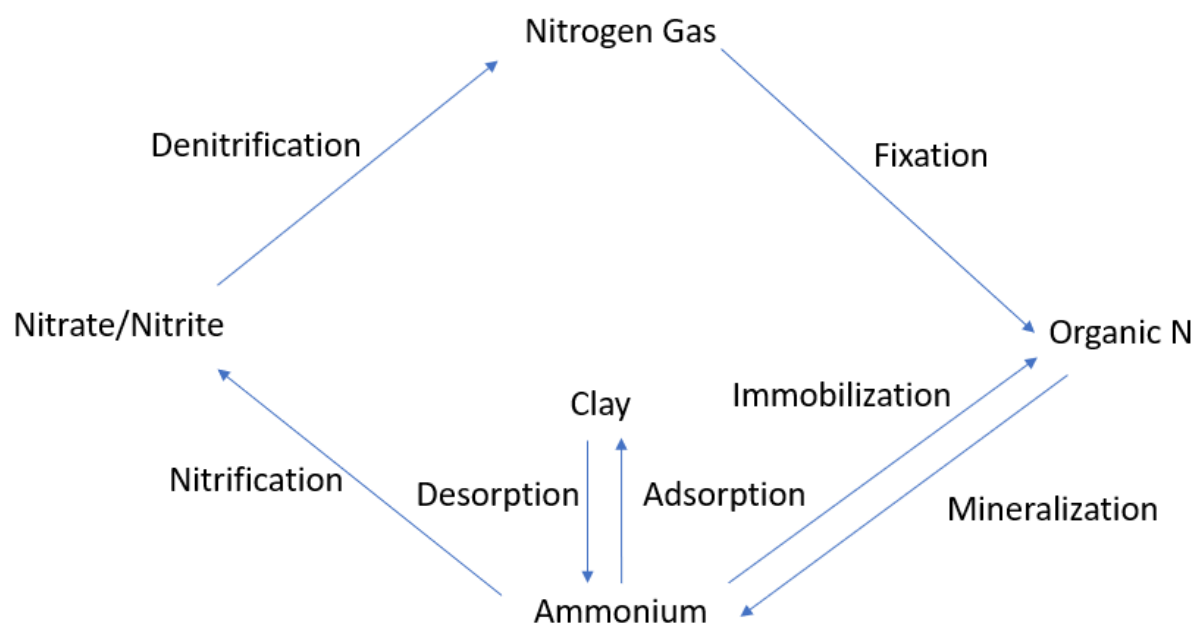 Nitrogen Gas
Denitrification
Fixation
Nitrate/Nitrite
Organic N
Clay
Immobilization
Nitrification
Desorption
Adsorption
Mineralization
Ammonium